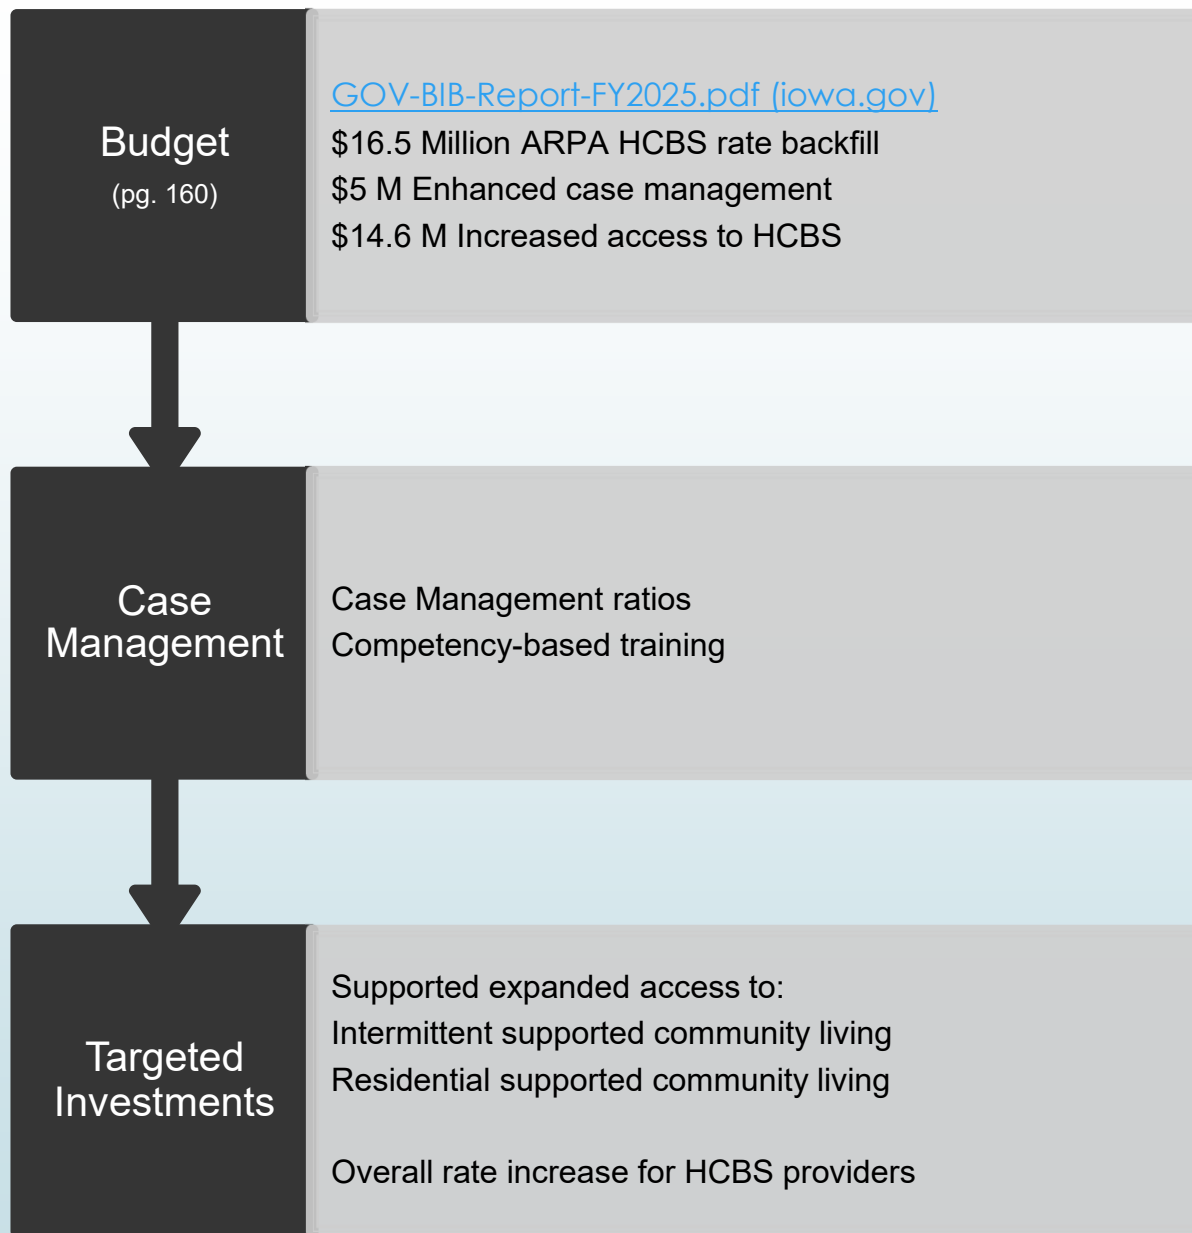 Budget
(pg. 160)
GOV-BIB-Report-FY2025.pdf (iowa.gov)
$16.5 Million ARPA HCBS rate backfill
$5 M Enhanced case management
$14.6 M Increased access to HCBS
Case
Management
Case Management ratios
Competency-based training
Targeted
Investments
Supported expanded access to:
Intermittent supported community living
Residential supported community living
Overall rate increase for HCBS providers